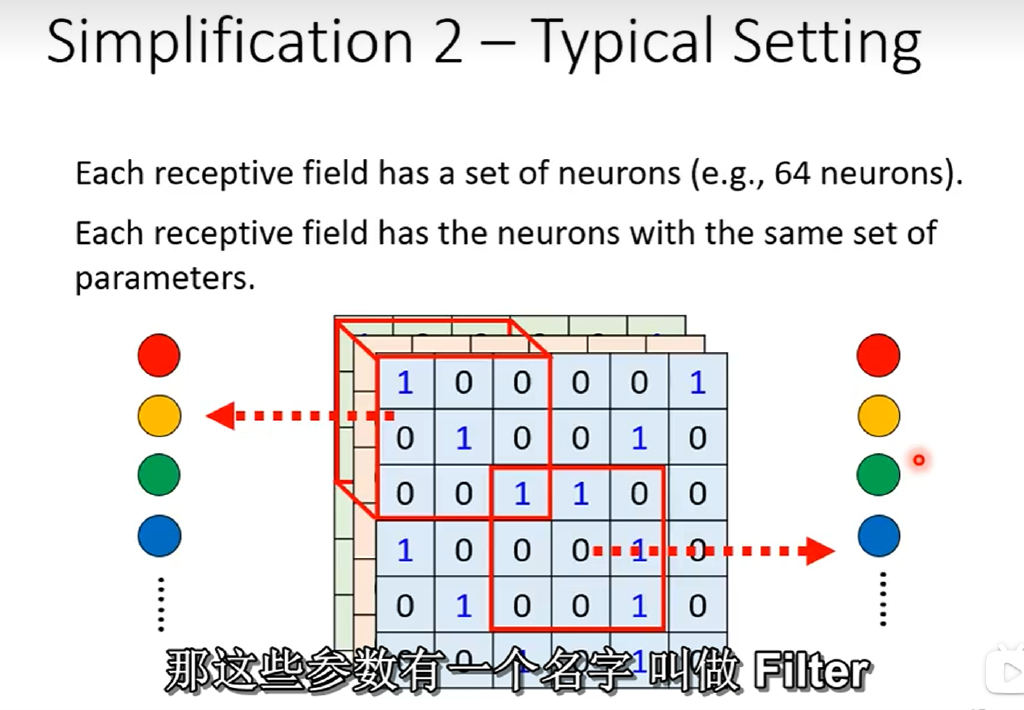 Simplification 2 – Typical Setting
Each receptive field has a set of neurons (e.g., 64 neurons).
Each receptive field has the neurons with the same set of
parameters.
1 0 0 0 0 1
0 1 0 0 1 0
0 0 1 1 0 0
1 0 0 0 1 0
0 1 0 0 1 0
那这些参数有一个名字 叫做 Filter